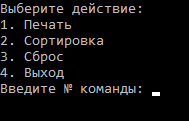 Выберите действие:
1. Печать
2. Сортировка
3. Сброс
4. Выход
Введите № команды: